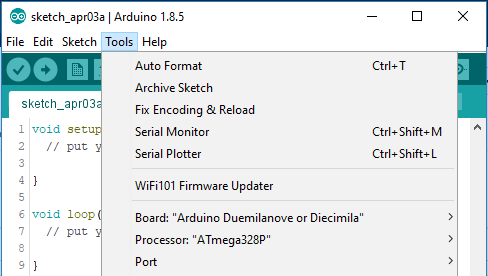 sketch_apr03a | Arduino 1.8.5
File Edit Sketch Tools Help
Auto Format Ctrl+T
Archive Sketch
sketch_apr03a
Fix Encoding & Reload
1 void setup
Serial Monitor Ctrl+Shift+M
2 // put y
Serial Plotter Ctrl+Shift+L
3
4 }
WiFi101 Firmware Updater
5
6 void loop(
Board: "Arduino Duemilanove or Diecimila"
7 // put y
Processor: "ATmega328P"
8
Port
9 }